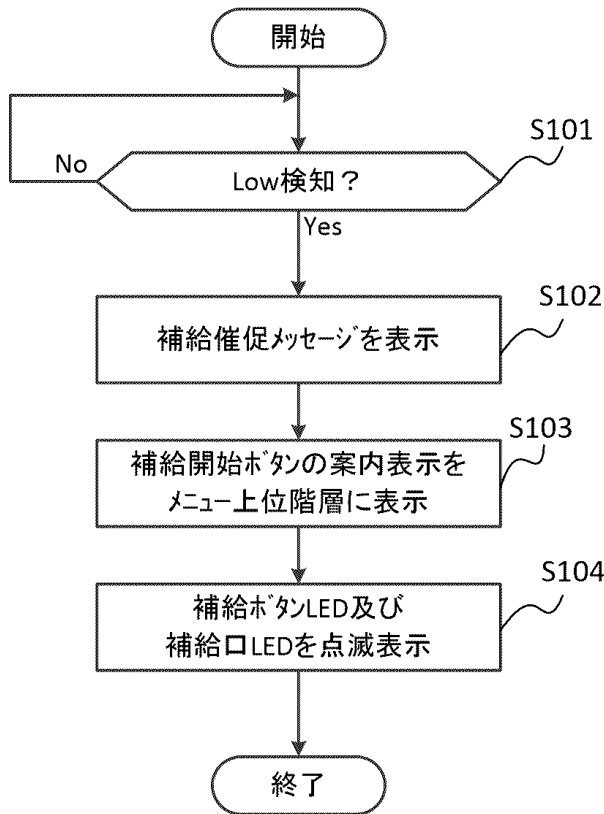 開始
S101
No
Low検知？
Yes
S102
補給催促ﾒｯｾｰｼﾞを表示
S103
補給開始ﾎﾞﾀﾝの案内表示を
ﾒﾆｭｰ上位階層に表示
S104
補給ﾎﾞﾀﾝLED及び
補給口LEDを点滅表示
終了